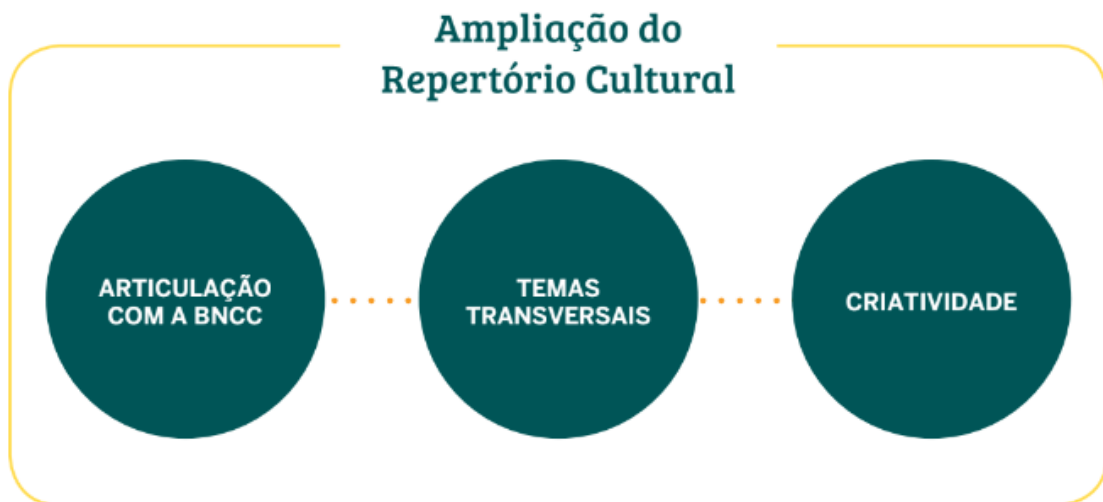 Ampliação do
Repertório Cultural
ARTICULAÇÃO
COM A BNCC
TEMAS
TRANSVERSAIS
CRIATIVIDADE